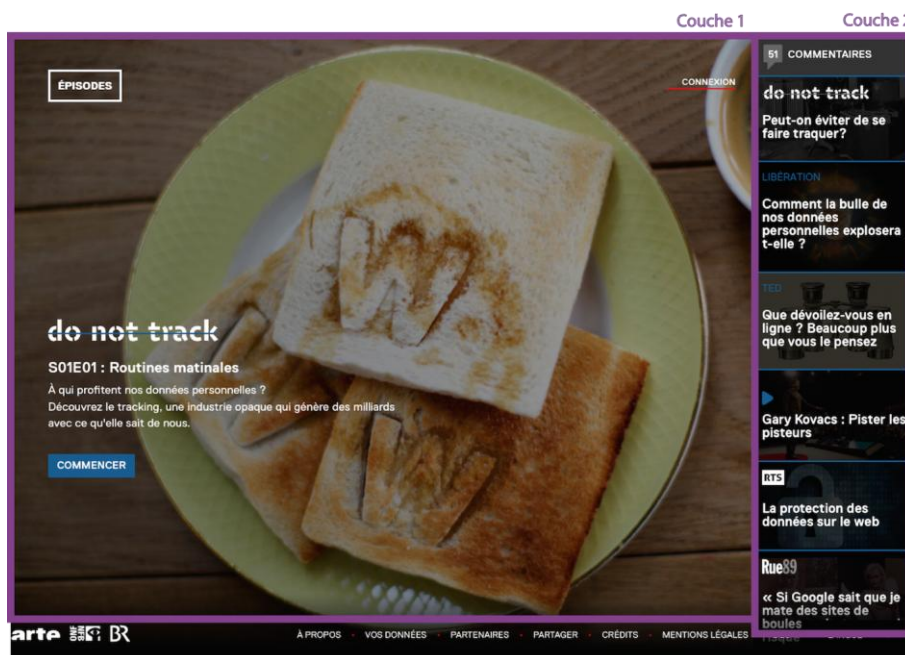 Couche 1
Couche 2
ÉPISODES
CONNEXION
W
W
W
do not track
S01E01 : Routines matinales
À qui profitent nos données personnelles ?
Découvrez le tracking, une industrie opaque qui génère des milliards
avec ce qu'elle sait de nous.
COMMENCER
51 COMMENTAIRES
do not track
Peut-on éviter de se
faire traquer?
LIBÉRATION
Comment la bulle de
nos données
personnelles explosera
t-elle ?
TED
Que dévoilez-vous en
ligne ? Beaucoup plus
que vous le pensez
Gary Kovacs : Pister les
pisteurs
RTS
La protection des
données sur le web
Rue89
« Si Google sait que je
mate des sites de
boules
arte ONF NFB BR
À PROPOS VOS DONNÉES PARTENAIRES PARTAGER CRÉDITS MENTIONS LÉGALES